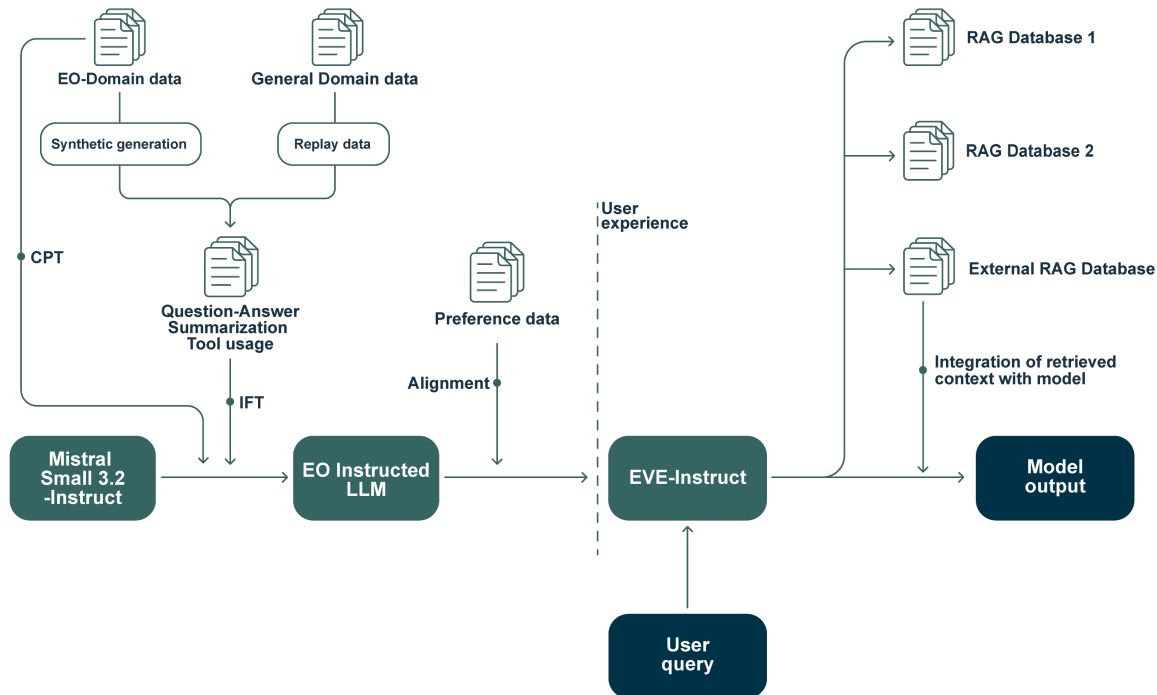 EO-Domain data
General Domain data
Synthetic generation
Replay data
CPT
Question-Answer
Summarization
Tool usage
IFT
Preference data
Alignment
Mistral
Small 3.2
-Instruct
EO Instructed
LLM
User
experience
EVE-Instruct
User
query
RAG Database 1
RAG Database 2
External RAG Database
Integration of retrieved
context with model
Model
output